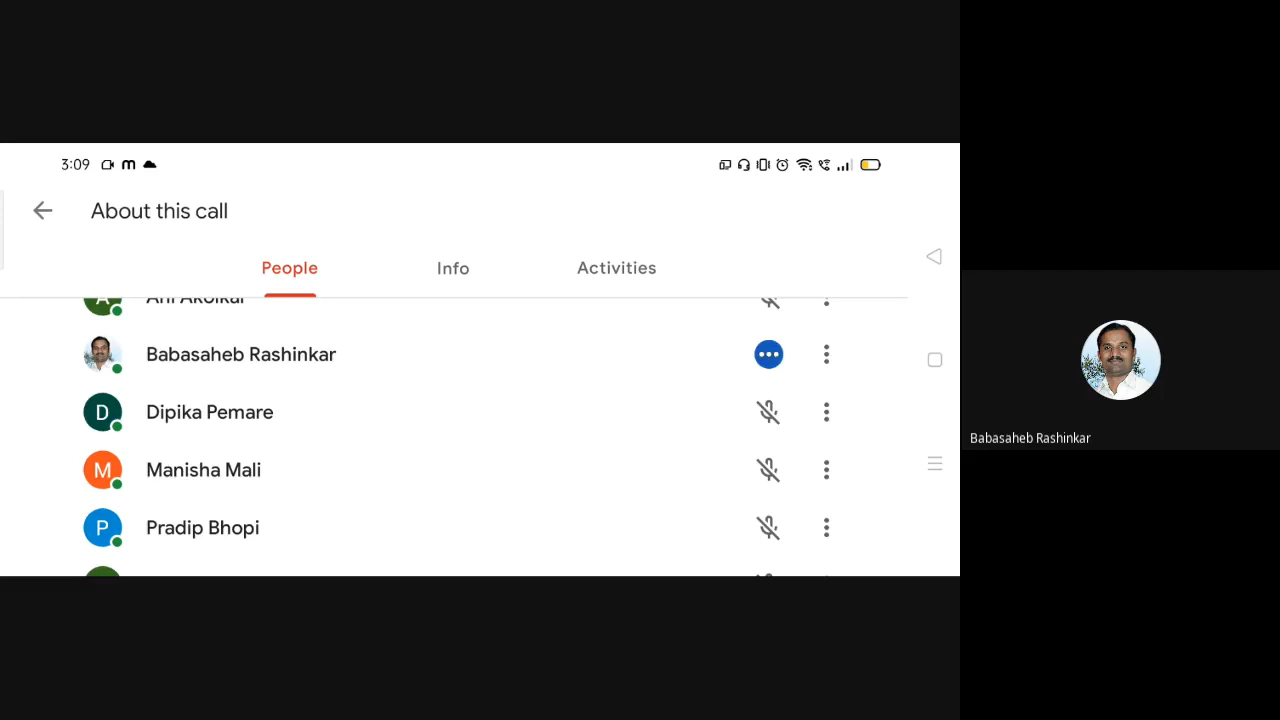 3:09
About this call
People Info Activities
Babasaheb Rashinkar
D Dipika Pemare
M Manisha Mali
P Pradip Bhopi
Babasaheb Rashinkar